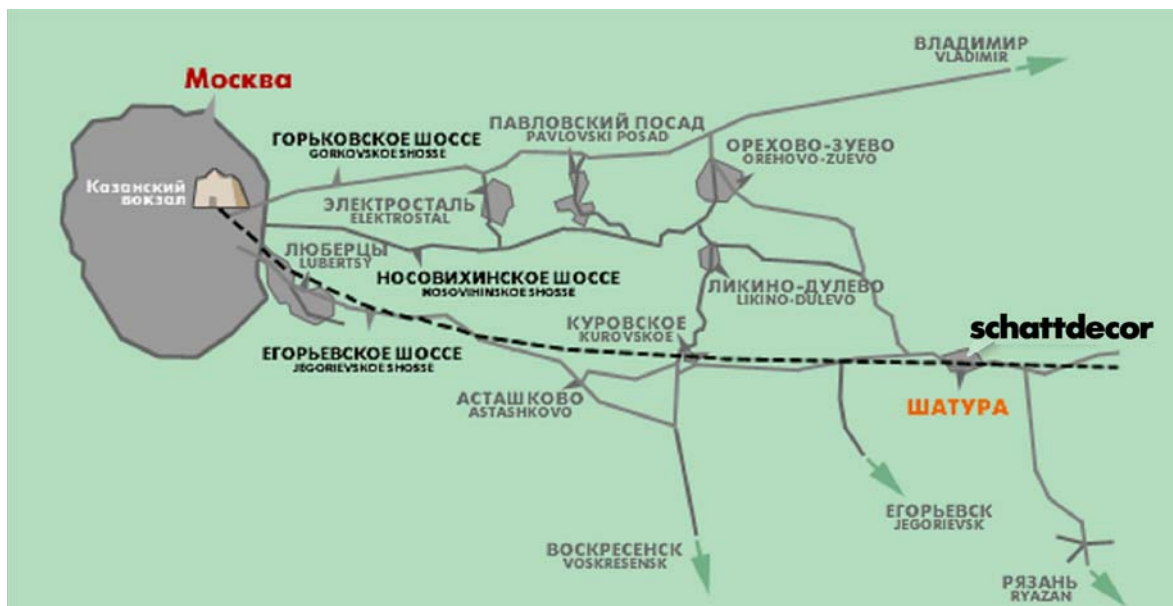 ВЛАДИМИР
VLADIMIR
Москва
ГОРЬКОВСКОЕ ШОССЕ
GORKOVSKOE SHOSSE
ПАВЛОВСКИЙ ПОСАД
PAVLOVSKI POSAD
ОРЕХОВО-ЗУЕВО
OREHOVO-ZUEVO
Казанский
вокзал
ЭЛЕКТРОСТАЛЬ
ELEKTROSTAL
ЛЮБЕРЦЫ
LUBERTSY
НОСОВИХИНСКОЕ ШОССЕ
NOSOVIHINSKOE SHOSSE
ЛИКИНО-ДУЛЕВО
LIKINO-DULEVO
КУРОВСКОЕ
KUROVSKOE
schattdecor
ЕГОРЬЕВСКОЕ ШОССЕ
JEGORIEVSKOE SHOSSE
АСТАШКОВО
ASTASHKOVO
ШАТУРА
ЕГОРЬЕВСК
JEGORIEVSK
ВОСКРЕСЕНСК
VOSKRESENSK
РЯЗАНЬ
RYAZAN